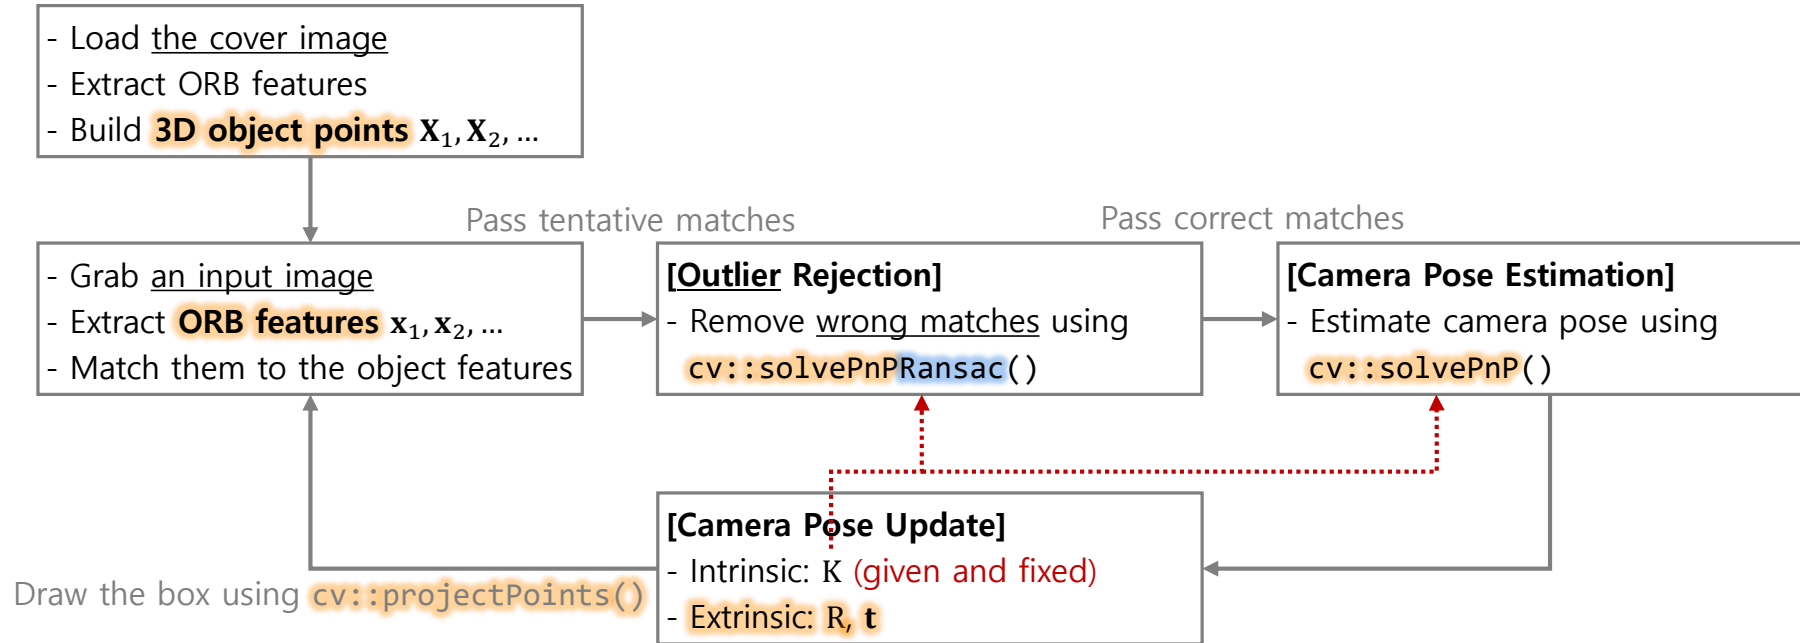 - Load the cover image
- Extract ORB features
- Build 3D object points X₁, X₂, …
Pass tentative matches
Pass correct matches
- Grab an input image
- Extract ORB features x₁, x₂, …
- Match them to the object features
[Outlier Rejection]
- Remove wrong matches using
cv::solvePnPRansac()
[Camera Pose Estimation]
- Estimate camera pose using
cv::solvePnP()
[Camera Pose Update]
- Intrinsic: K (given and fixed)
- Extrinsic: R, t
Draw the box using cv::projectPoints()